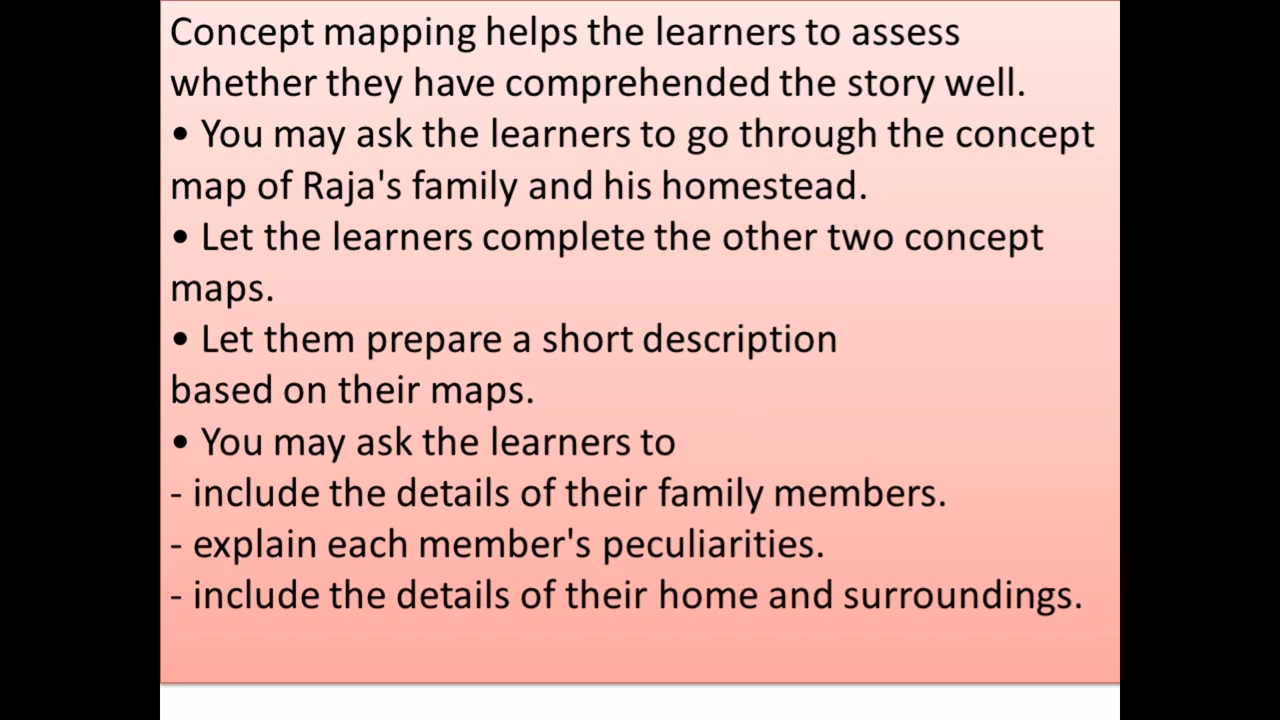 Concept mapping helps the learners to assess
whether they have comprehended the story well.
• You may ask the learners to go through the concept
map of Raja's family and his homestead.
• Let the learners complete the other two concept
maps.
• Let them prepare a short description
based on their maps.
• You may ask the learners to
- include the details of their family members.
- explain each member's peculiarities.
- include the details of their home and surroundings.